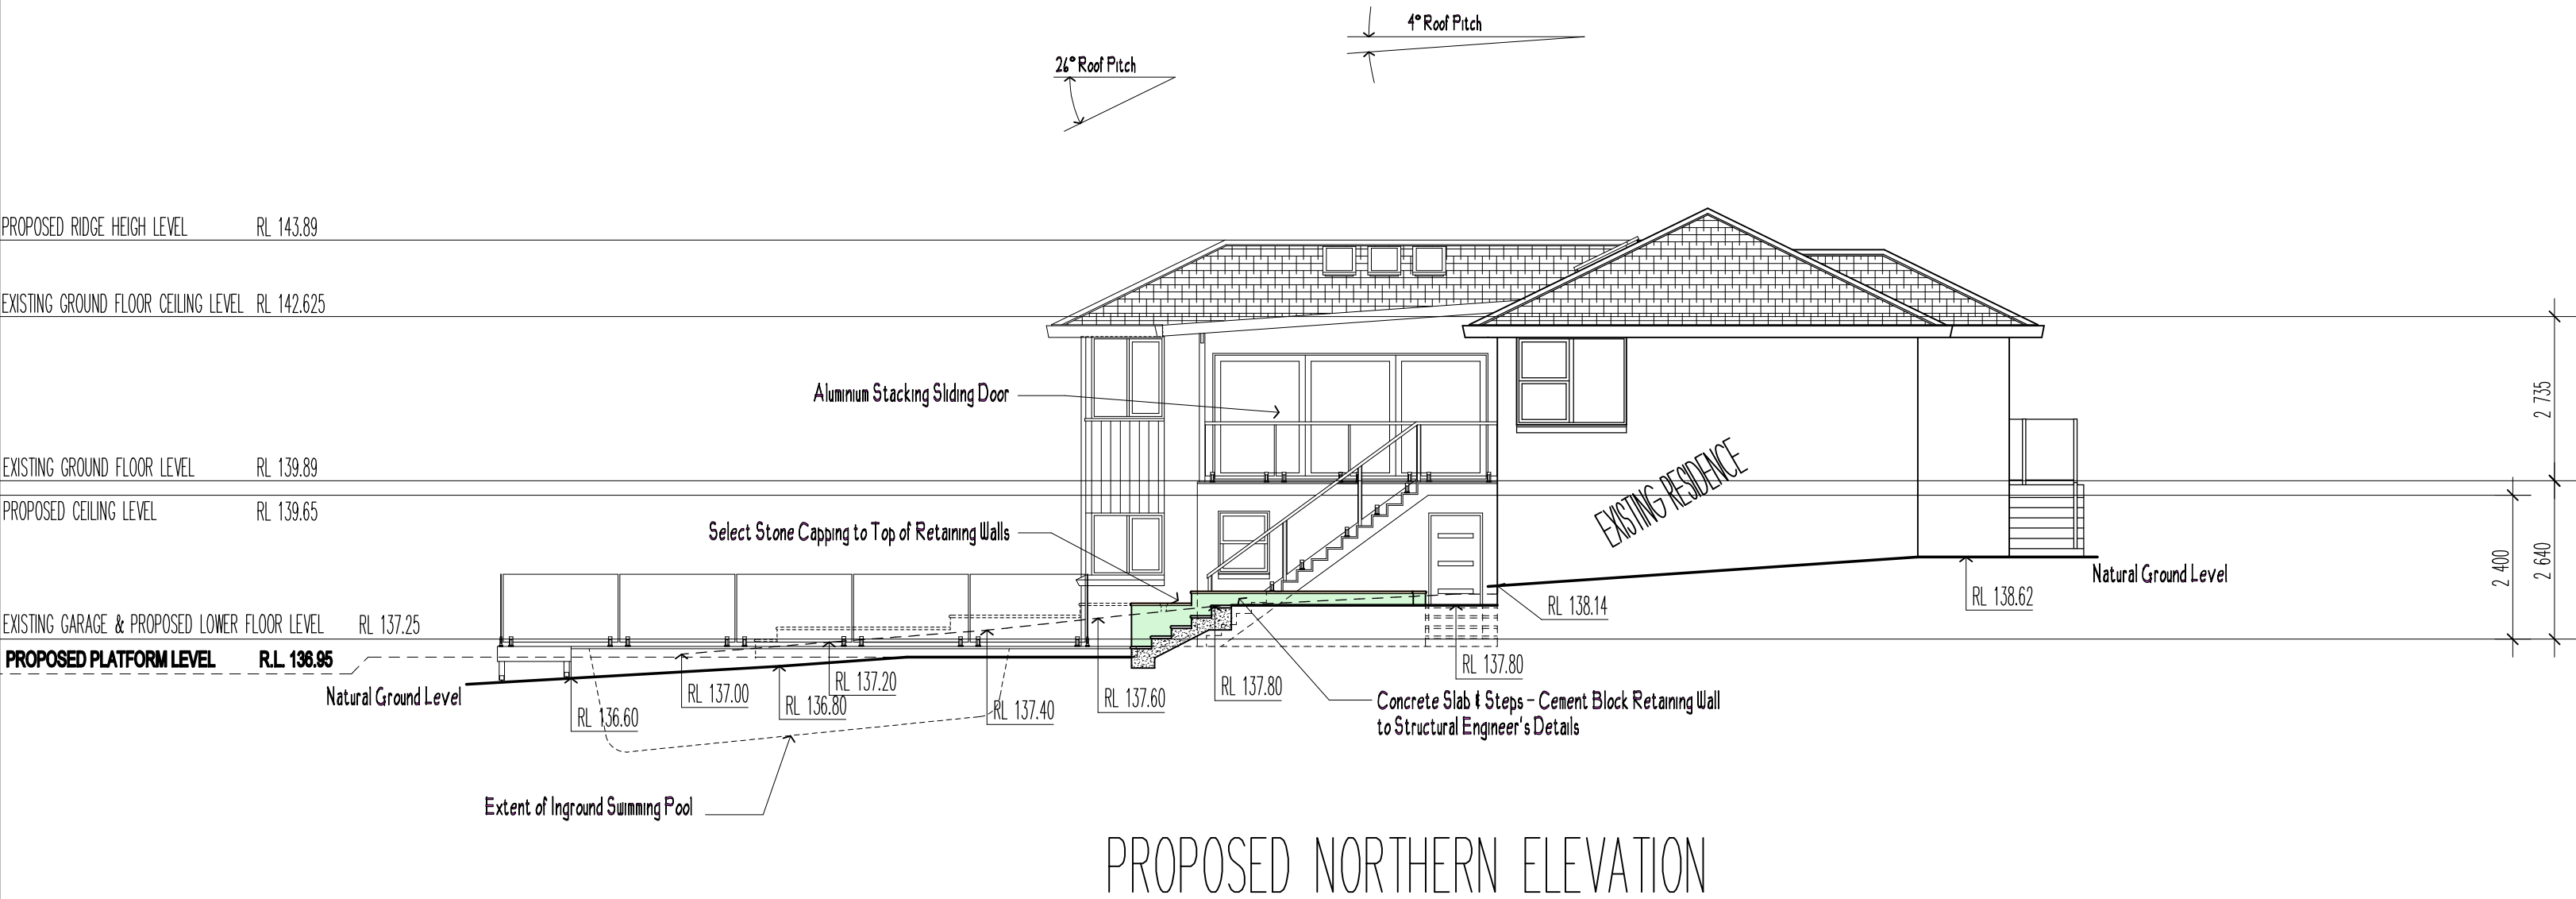 4° Roof Pitch
26° Roof Pitch
PROPOSED RIDGE HEIGH LEVEL RL 143.89
EXISTING GROUND FLOOR CEILING LEVEL RL 142.625
2 735
Aluminium Stacking Sliding Door
EXISTING GROUND FLOOR LEVEL RL 139.89
EXISTING RESIDENCE
PROPOSED CEILING LEVEL RL 139.65
Select Stone Capping to Top of Retaining Walls
2 400
2 640
Natural Ground Level
RL 138.62
RL 138.14
EXISTING GARAGE & PROPOSED LOWER FLOOR LEVEL RL 137.25
PROPOSED PLATFORM LEVEL R.L. 136.95
RL 137.80
Natural Ground Level
RL 136.60
RL 137.00
RL 136.80
RL 137.20
RL 137.40
RL 137.60
RL 137.80
Concrete Slab & Steps - Cement Block Retaining Wall
to Structural Engineer's Details
Extent of Inground Swimming Pool
PROPOSED NORTHERN ELEVATION